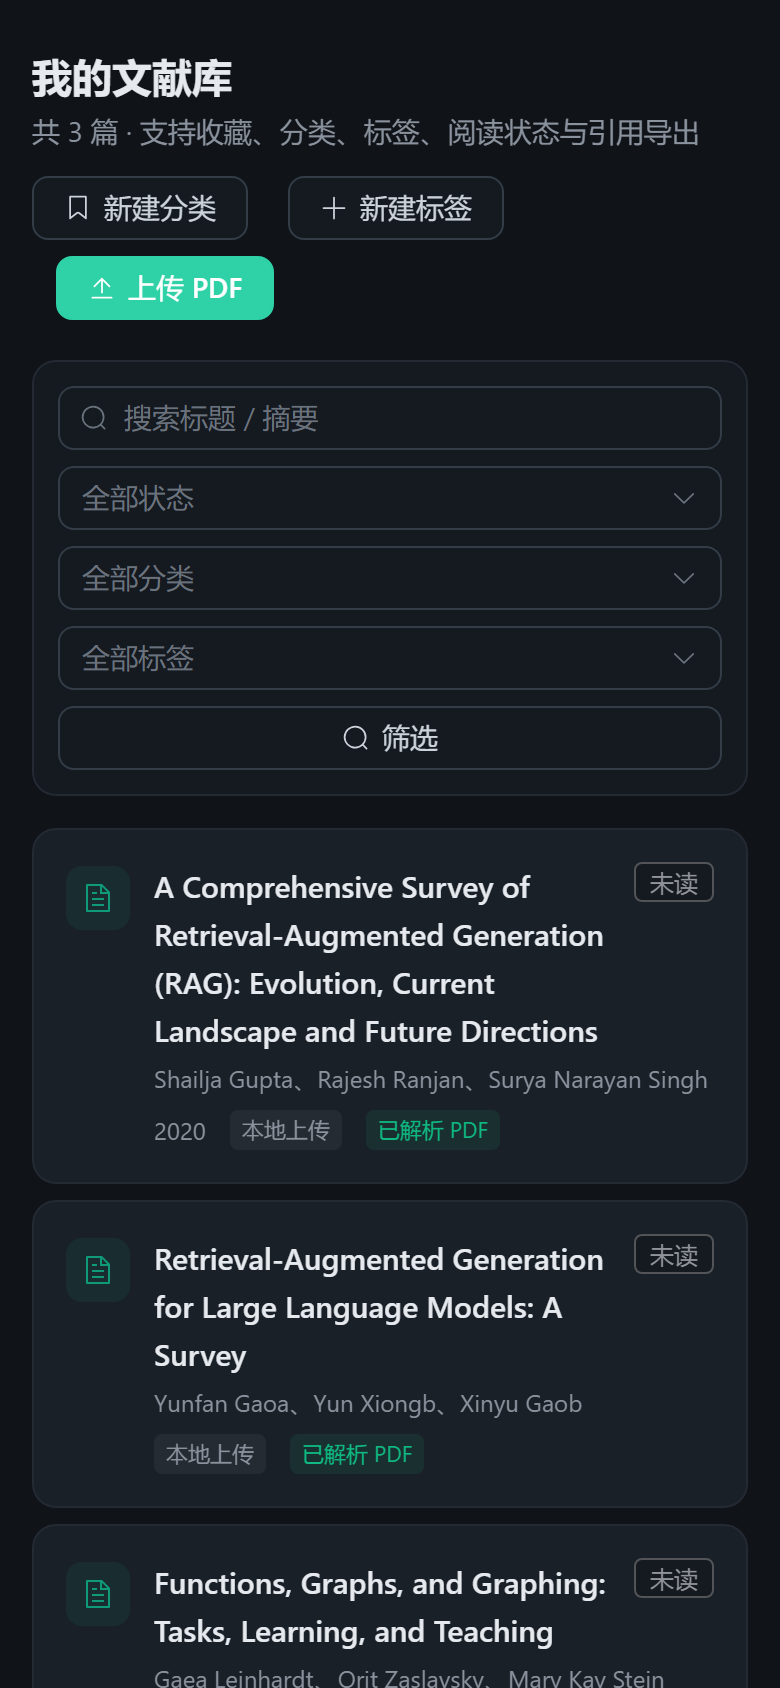 我的文献库
共 3 篇 · 支持收藏、分类、标签、阅读状态与引用导出
新建分类
新建标签
上传 PDF
搜索标题 / 摘要
全部状态
全部分类
全部标签
筛选
A Comprehensive Survey of
未读
Retrieval-Augmented Generation
(RAG): Evolution, Current
Landscape and Future Directions
Shailja Gupta、Rajesh Ranjan、Surya Narayan Singh
2020 本地上传 已解析 PDF
Retrieval-Augmented Generation
未读
for Large Language Models: A
Survey
Yunfan Gaoa、Yun Xiongb、Xinyu Gaob
本地上传 已解析 PDF
Functions, Graphs, and Graphing:
未读
Tasks, Learning, and Teaching
Gaea Leinhardt、Orit Zaslavsky、Mary Kay Stein